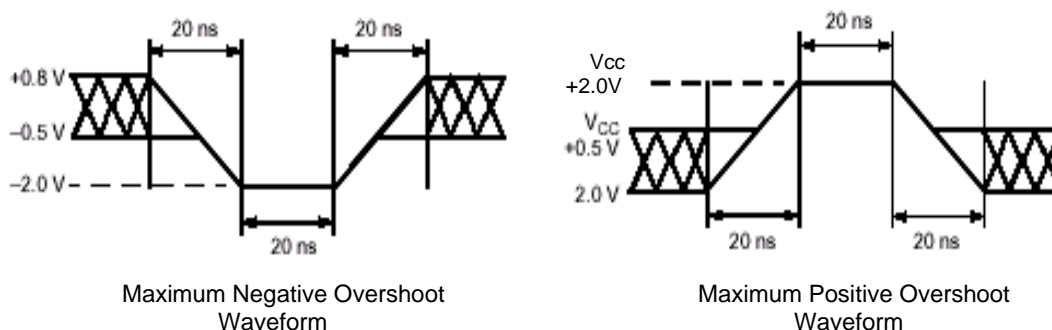 20 ns
20 ns
+0.8 V
–0.5 V
–2.0 V
20 ns
Maximum Negative Overshoot
Waveform
20 ns
Vcc
+2.0V
VCC
+0.5 V
2.0 V
20 ns
20 ns
Maximum Positive Overshoot
Waveform